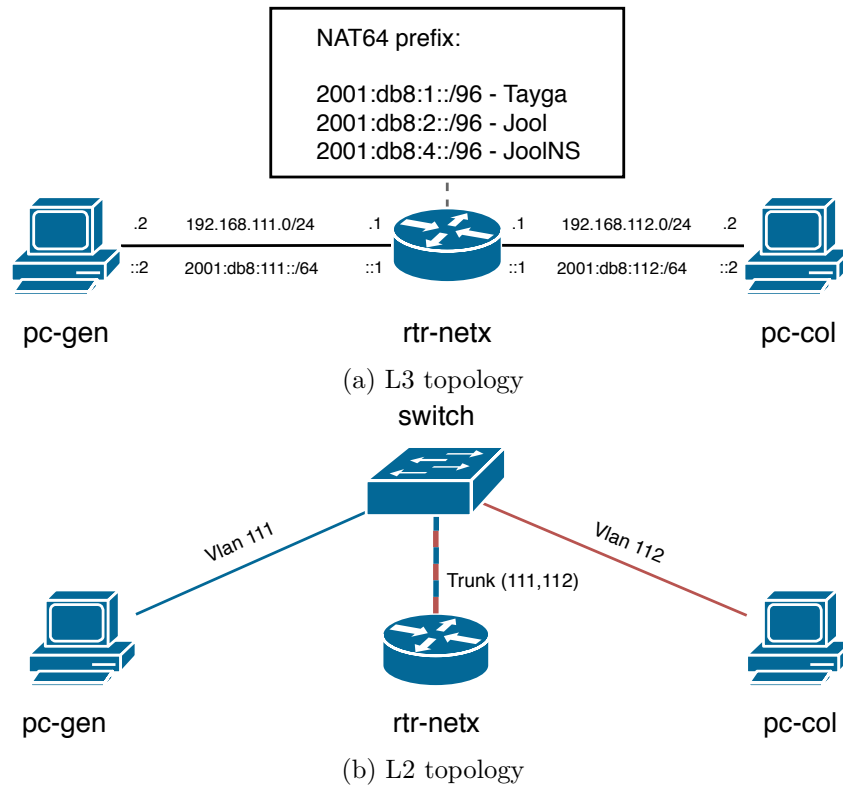 NAT64 prefix:
2001:db8:1::/96 - Tayga
2001:db8:2::/96 - Jool
2001:db8:4::/96 - JoolNS
.2 192.168.111.0/24 .1 .1 192.168.112.0/24 .2
::2 2001:db8:111::/64 ::1 ::1 2001:db8:112:/64 ::2
pc-gen rtr-netx pc-col
(a) L3 topology
switch
Vlan 111
Vlan 112
Trunk (111,112)
pc-gen rtr-netx pc-col
(b) L2 topology